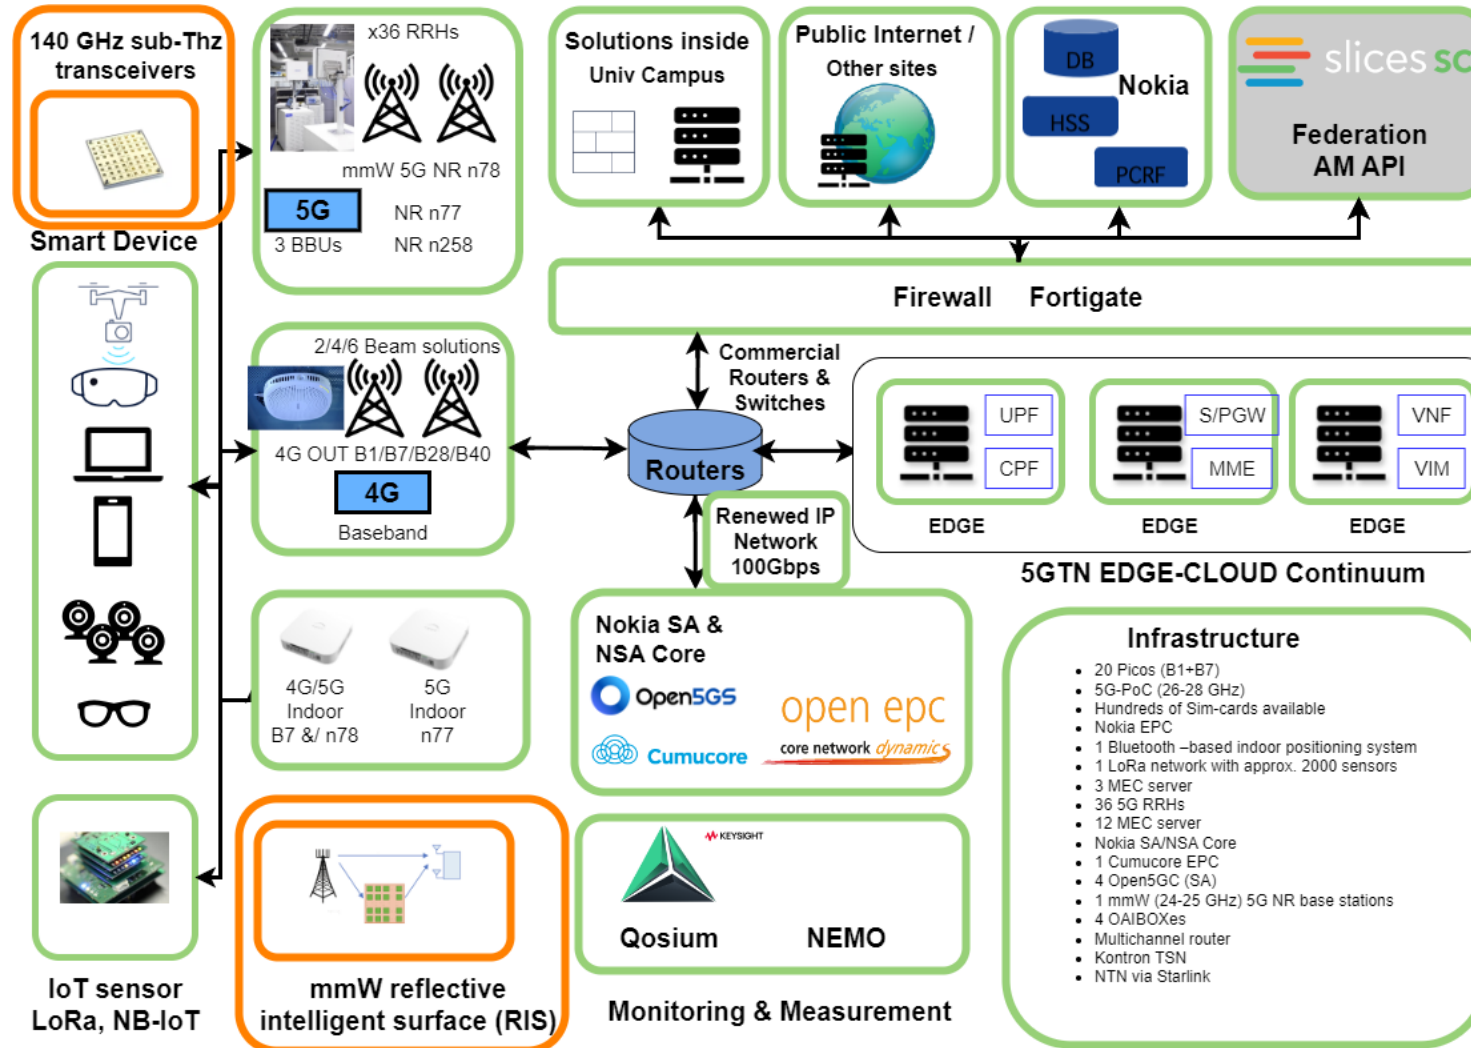 140 GHz sub-Thz
transceivers
Smart Device
x36 RRHs
mmW 5G NR n78
5G
NR n77
3 BBUs
NR n258
Solutions inside
Univ Campus
Public Internet /
Other sites
DB
Nokia
HSS
PCRF
slices sc
Federation
AM API
Firewall Fortigate
2/4/6 Beam solutions
4G OUT B1/B7/B28/B40
4G
Baseband
Commercial
Routers &
Switches
Routers
Renewed IP
Network
100Gbps
UPF
CPF
EDGE
S/PGW
MME
EDGE
VNF
VIM
EDGE
5GTN EDGE-CLOUD Continuum
4G/5G
Indoor
B7 &/ n78
5G
Indoor
n77
Nokia SA &
NSA Core
Open5GS
open epc
Cumucore
core network dynamics
Infrastructure
• 20 Picos (B1+B7)
• 5G-PoC (26-28 GHz)
• Hundreds of Sim-cards available
• Nokia EPC
• 1 Bluetooth –based indoor positioning system
• 1 LoRa network with approx. 2000 sensors
• 3 MEC server
• 36 5G RRHs
• 12 MEC server
• Nokia SA/NSA Core
• 1 Cumucore EPC
• 4 Open5GC (SA)
• 1 mmW (24-25 GHz) 5G NR base stations
• 4 OAIBOXes
• Multichannel router
• Kontron TSN
• NTN via Starlink
IoT sensor
LoRa, NB-IoT
mmW reflective
intelligent surface (RIS)
KEYSIGHT
Qosium
NEMO
Monitoring & Measurement